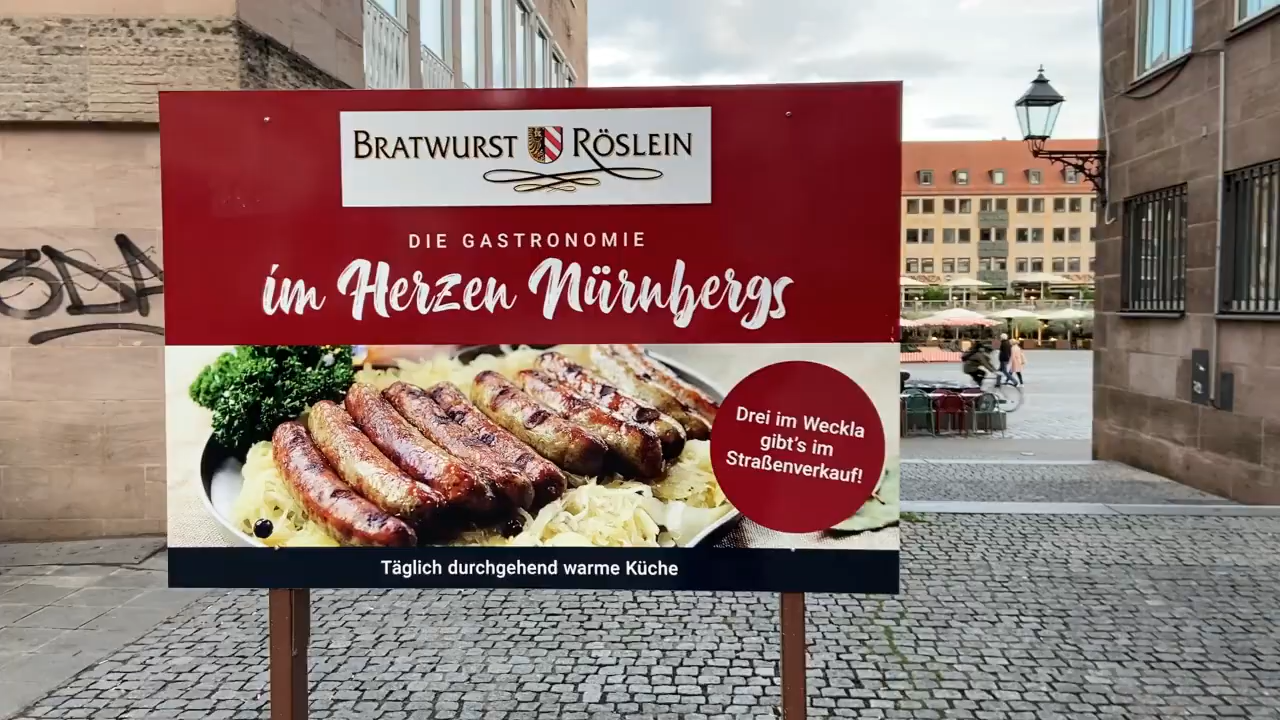 BRATWURST RÖSLEIN
DIE GASTRONOMIE
im Herzen Nürnbergs
Drei im Weckla
gibt's im
Straßenverkauf!
Täglich durchgehend warme Küche